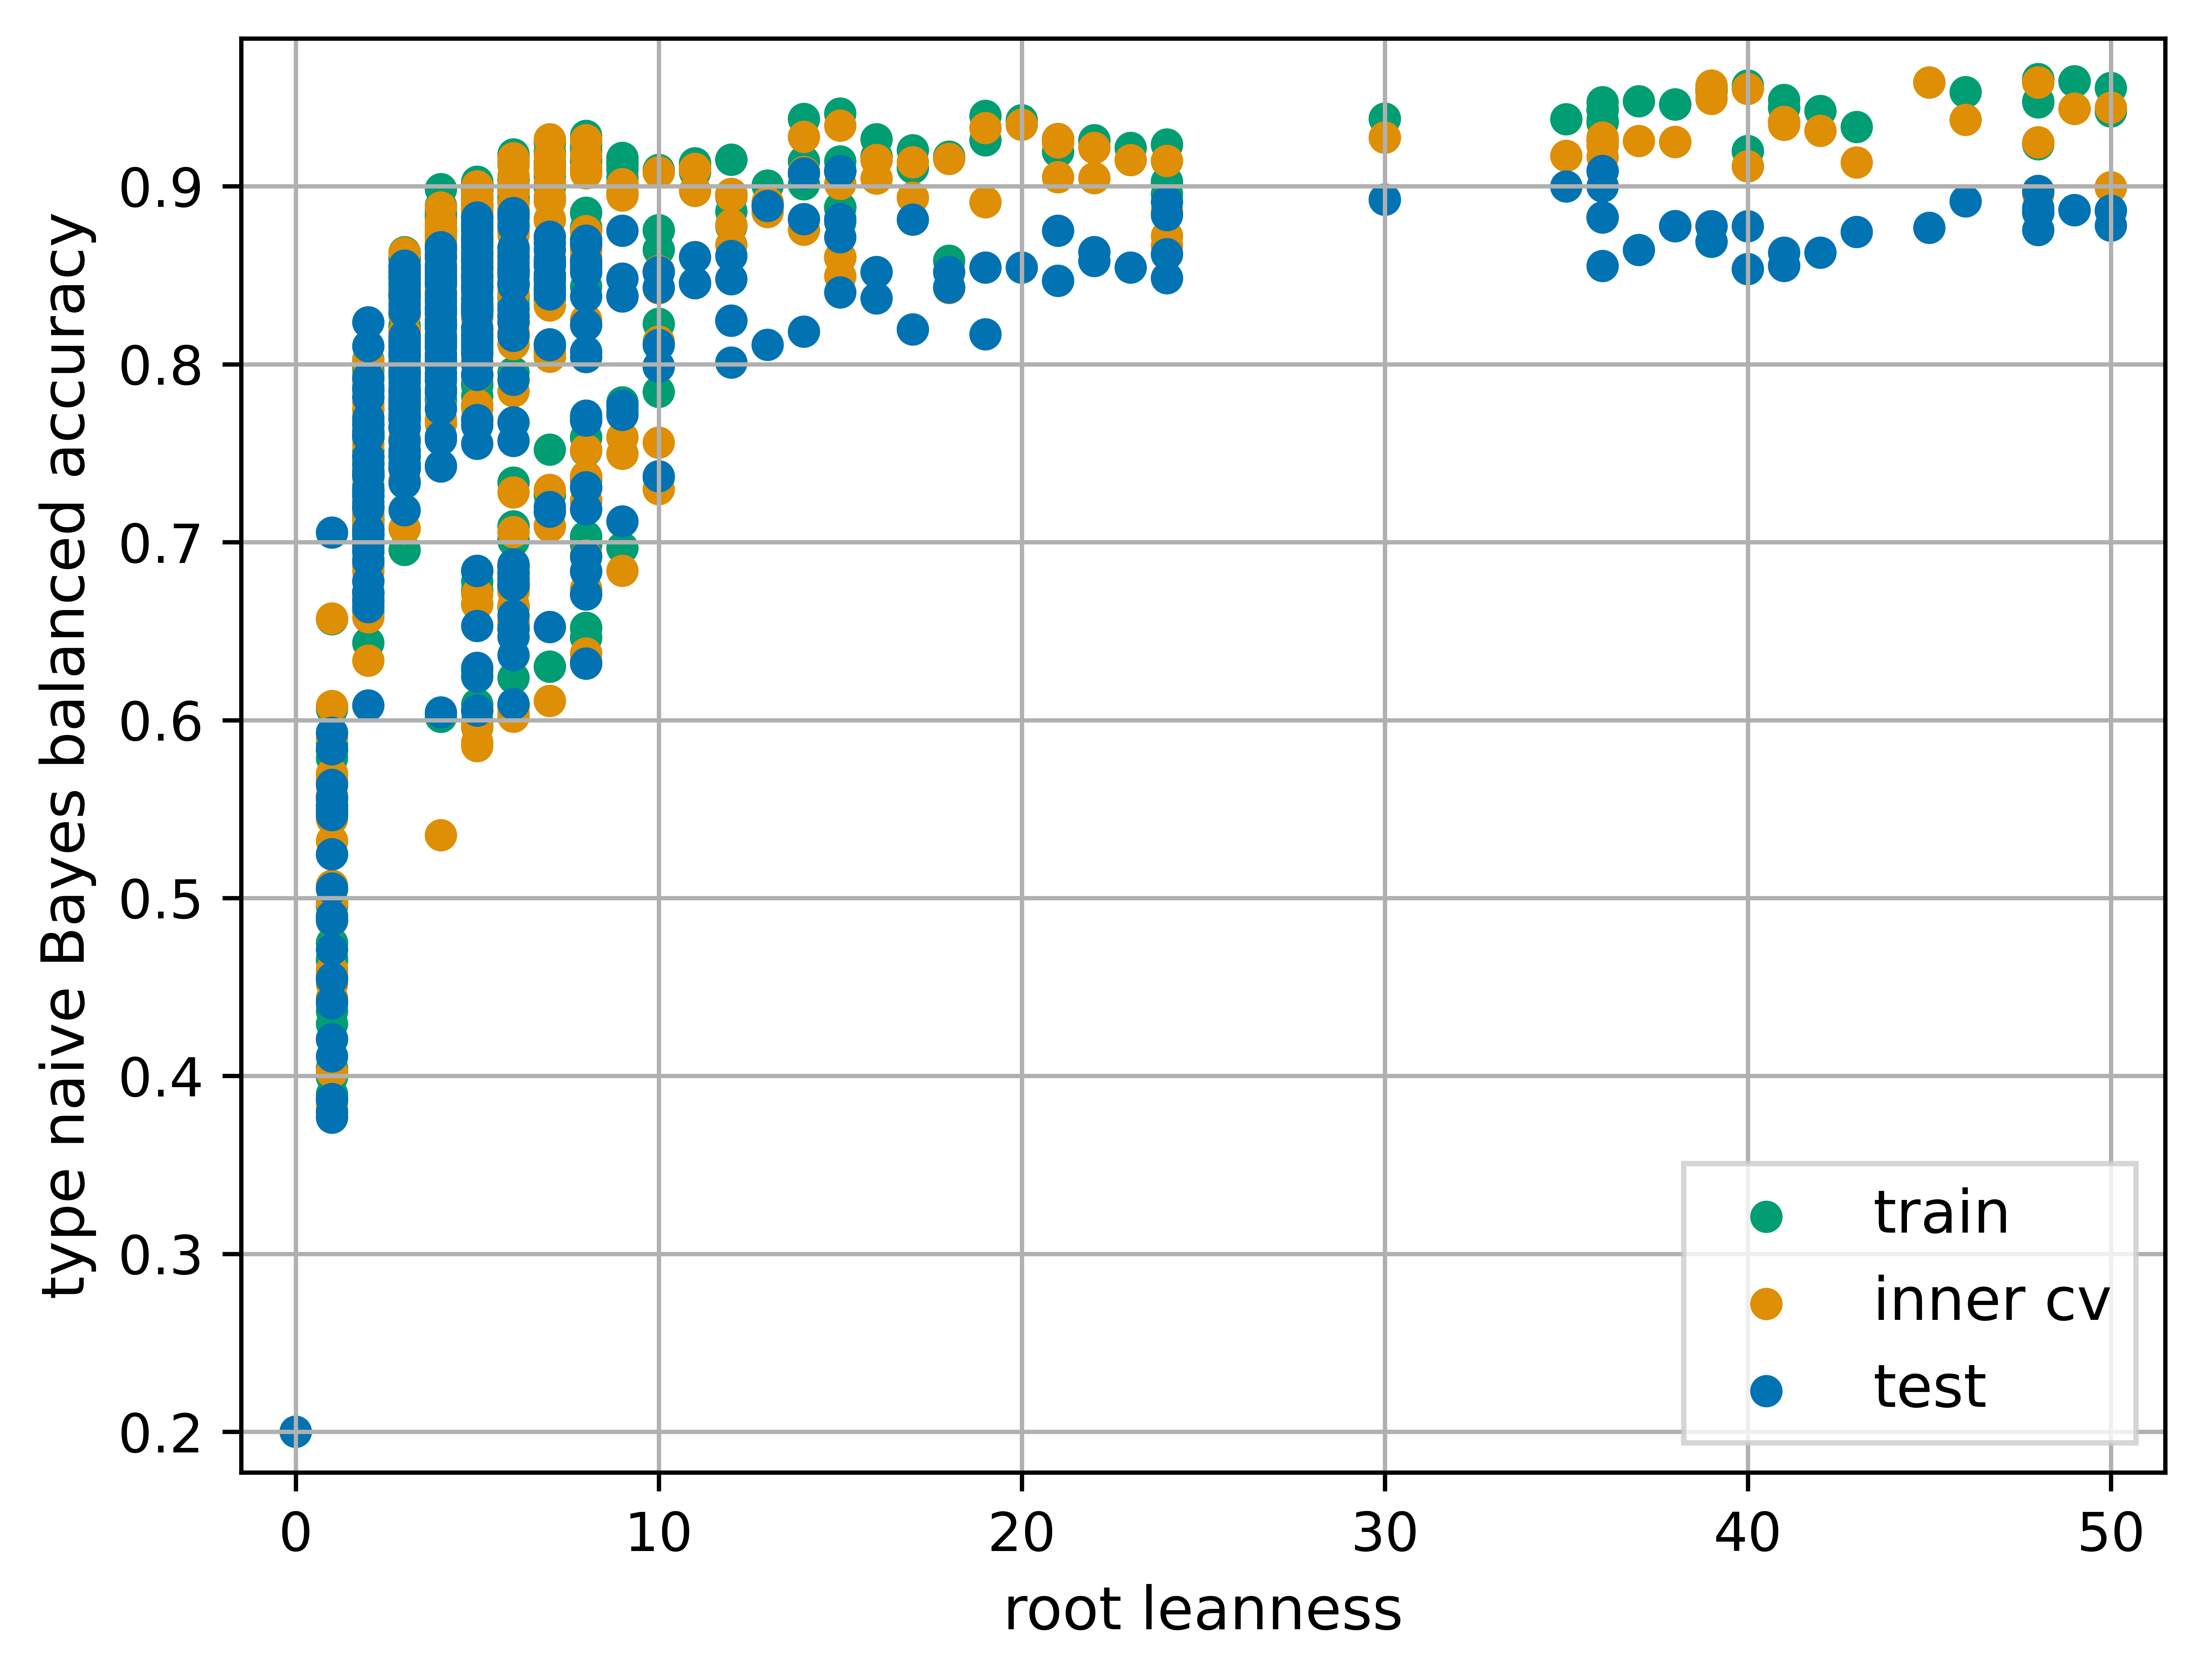 type naive Bayes balanced accuracy
0.9
0.8
0.7
0.6
0.5
0.4
0.3
0.2
train
inner cv
test
0 10 20 30 40 50
root leanness